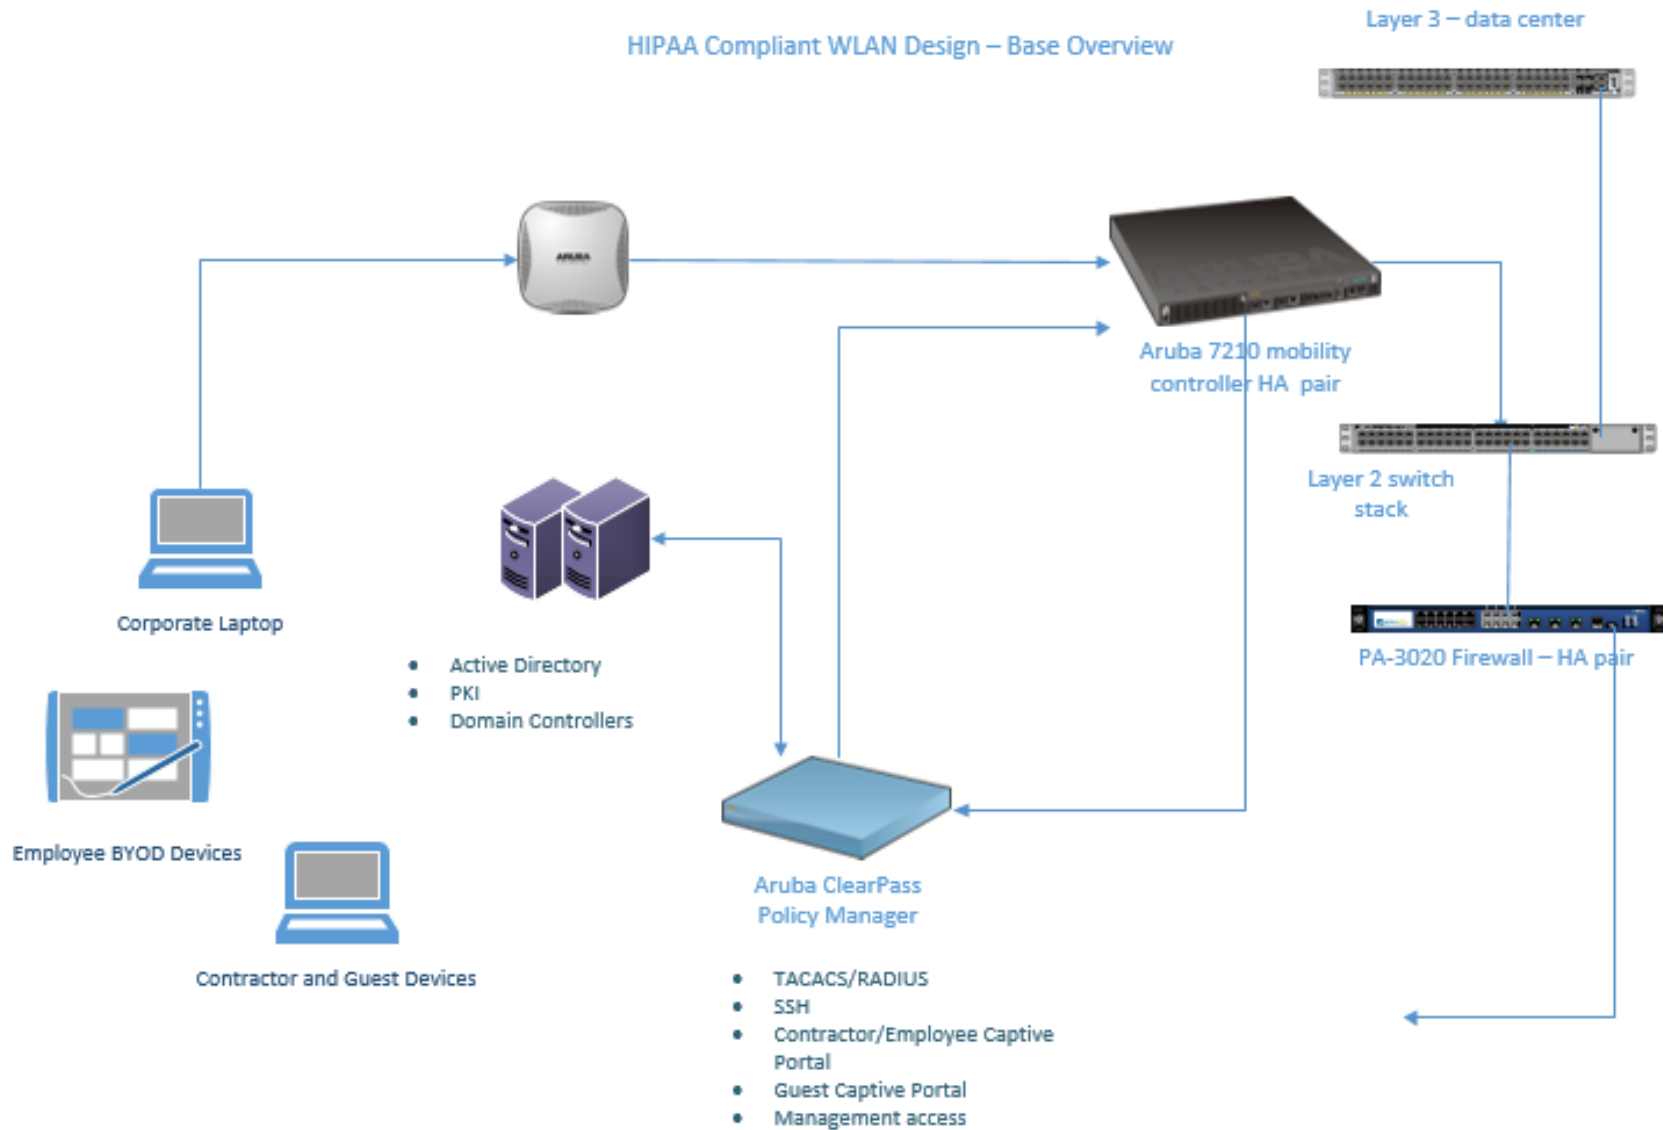 Layer 3 – data center
HIPAA Compliant WLAN Design – Base Overview
ARUBA
Aruba 7210 mobility
controller HA pair
Layer 2 switch
stack
Corporate Laptop
PA-3020 Firewall – HA pair
• Active Directory
• PKI
• Domain Controllers
Employee BYOD Devices
Aruba ClearPass
Policy Manager
Contractor and Guest Devices
• TACACS/RADIUS
• SSH
• Contractor/Employee Captive
Portal
• Guest Captive Portal
• Management access